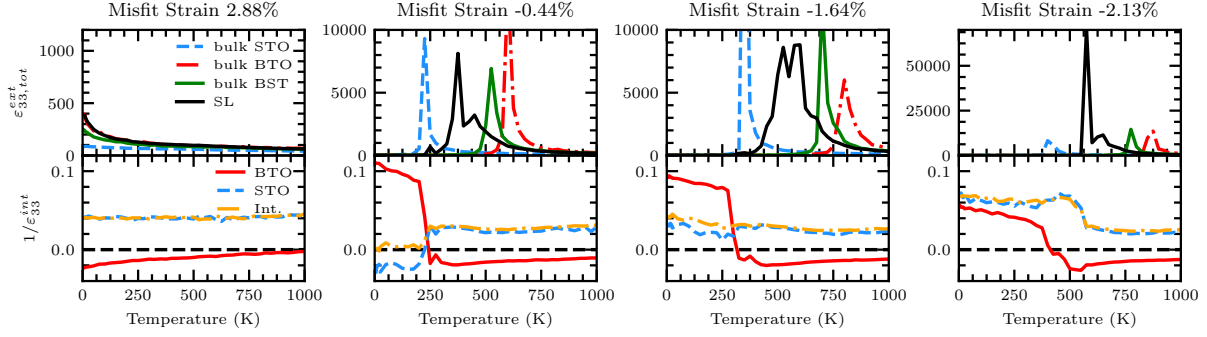 Misfit Strain 2.88%
Misfit Strain -0.44%
Misfit Strain -1.64%
Misfit Strain -2.13%
ε^{ext}_{33,tot}
1000
500
0
bulk STO
bulk BTO
bulk BST
SL
10000
5000
0
10000
5000
0
50000
25000
0
1/ε^{int}_{33}
0.1
0.0
BTO
STO
Int.
0.1
0.0
0.1
0.0
0.1
0.0
0 250 500 750 1000
0 250 500 750 1000
0 250 500 750 1000
0 250 500 750 1000
Temperature (K)
Temperature (K)
Temperature (K)
Temperature (K)